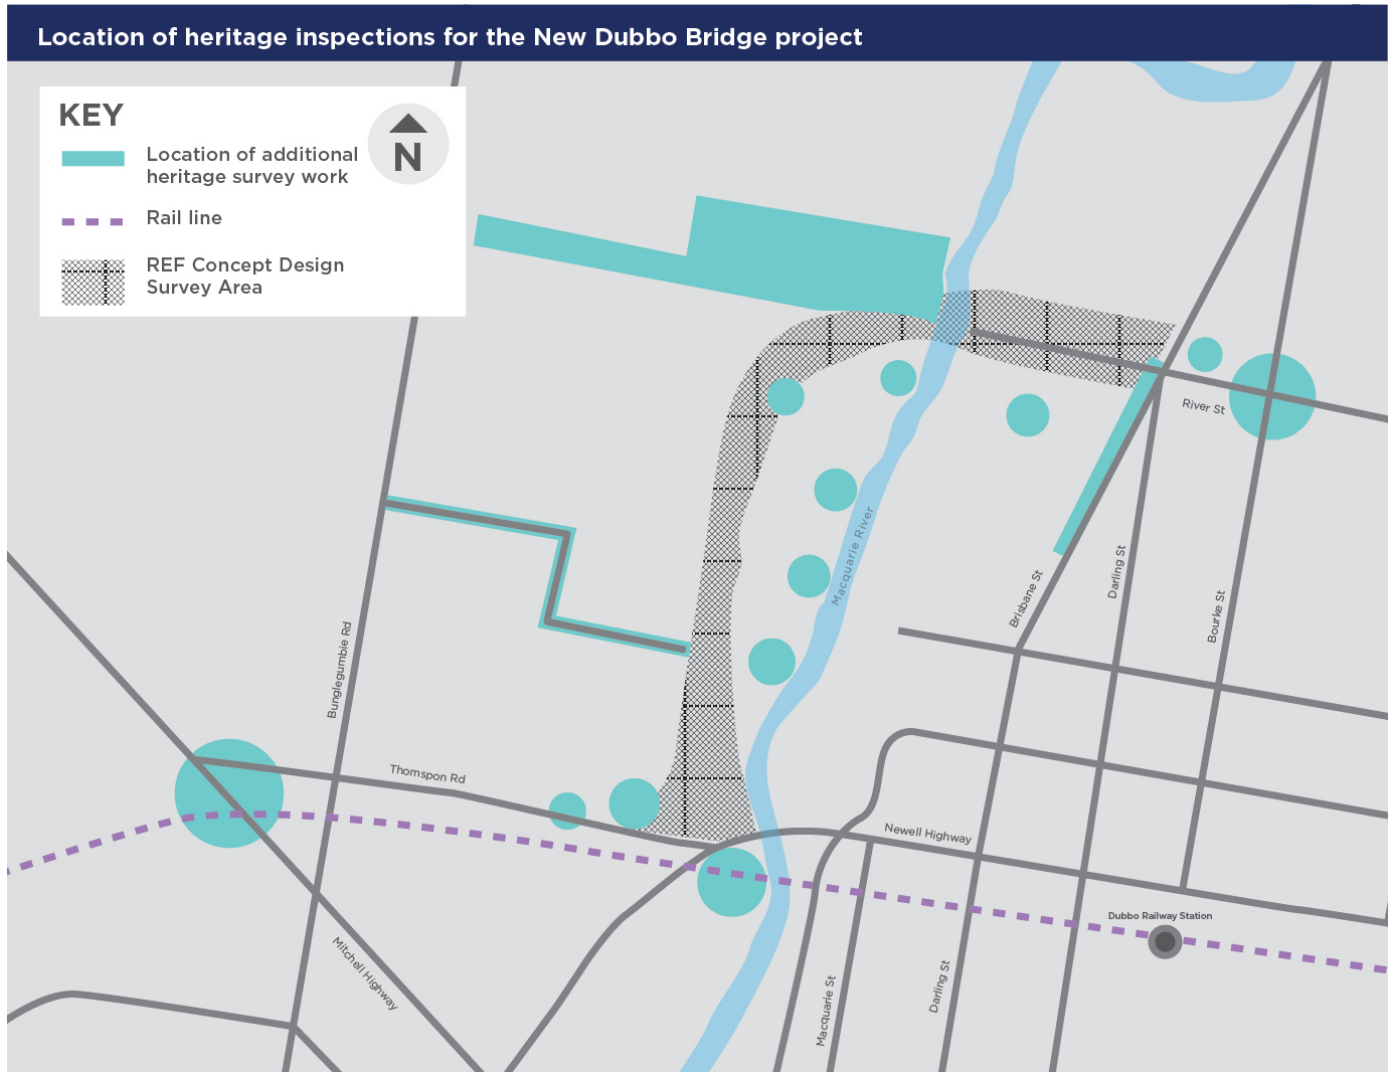 Location of heritage inspections for the New Dubbo Bridge project
KEY
N
Location of additional
heritage survey work
Rail line
REF Concept Design
Survey Area
River St
Macquarie River
Brisbane St
Darling St
Bourke St
Bunglegumbie Rd
Thomspon Rd
Newell Highway
Dubbo Railway Station
Mitchell Highway
Macquarie St
Darling St